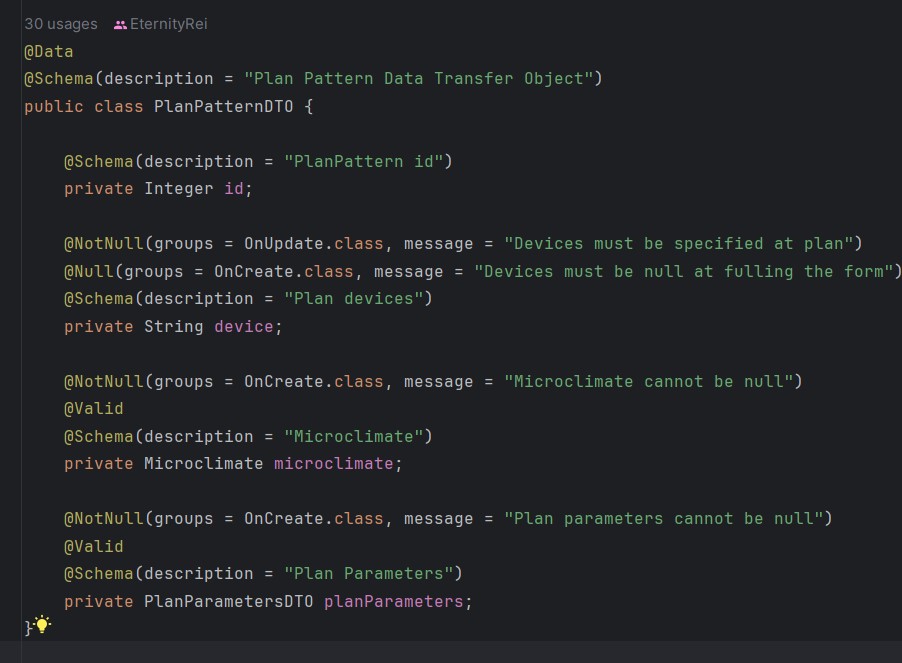 30 usages EternityRei
@Data
@Schema(description = "Plan Pattern Data Transfer Object")
public class PlanPatternDTO {
@Schema(description = "PlanPattern id")
private Integer id;
@NotNull(groups = OnUpdate.class, message = "Devices must be specified at plan")
@Null(groups = OnCreate.class, message = "Devices must be null at fulling the form")
@Schema(description = "Plan devices")
private String device;
@NotNull(groups = OnCreate.class, message = "Microclimate cannot be null")
@Valid
@Schema(description = "Microclimate")
private Microclimate microclimate;
@NotNull(groups = OnCreate.class, message = "Plan parameters cannot be null")
@Valid
@Schema(description = "Plan Parameters")
private PlanParametersDTO planParameters;
}